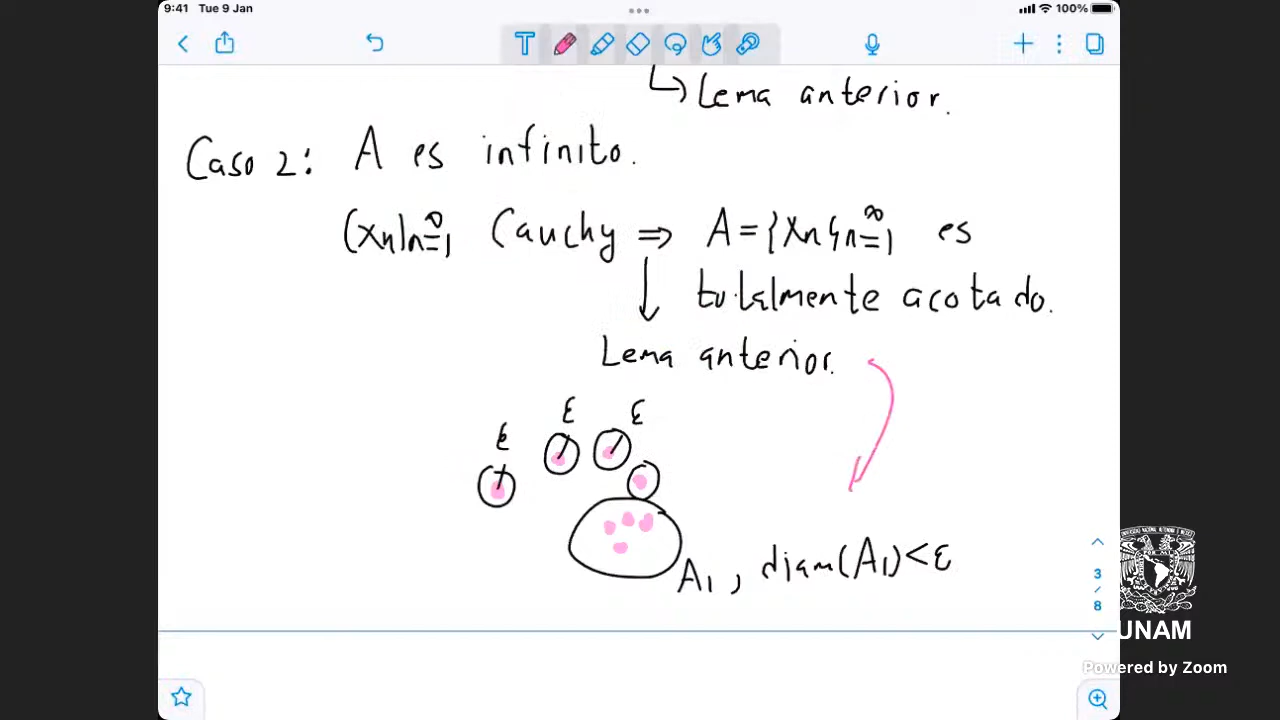 9:41 Tue 9 Jan
100%
T
↳ Lema anterior.
Caso 2: A es infinito.
(xn)n=1^∞ Cauchy ⇒ A={xn}n=1^∞ es
totalmente acotado.
Lema anterior.
ε ε ε
A1, diam(A1)<ε
3
/
8
UNAM
Powered by Zoom